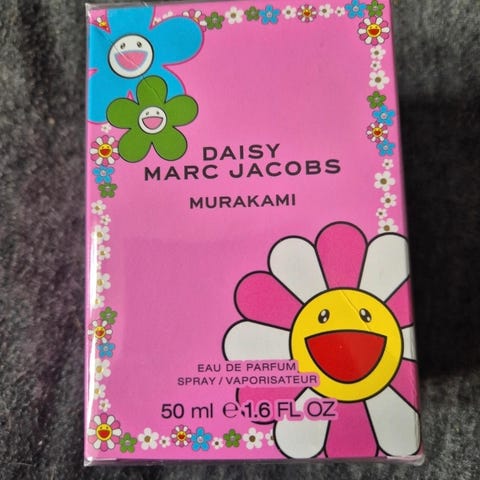 DAISY
MARC JACOBS
MURAKAMI
EAU DE PARFUM
SPRAY / VAPORISATEUR
50 ml ℮ 1.6 FL OZ